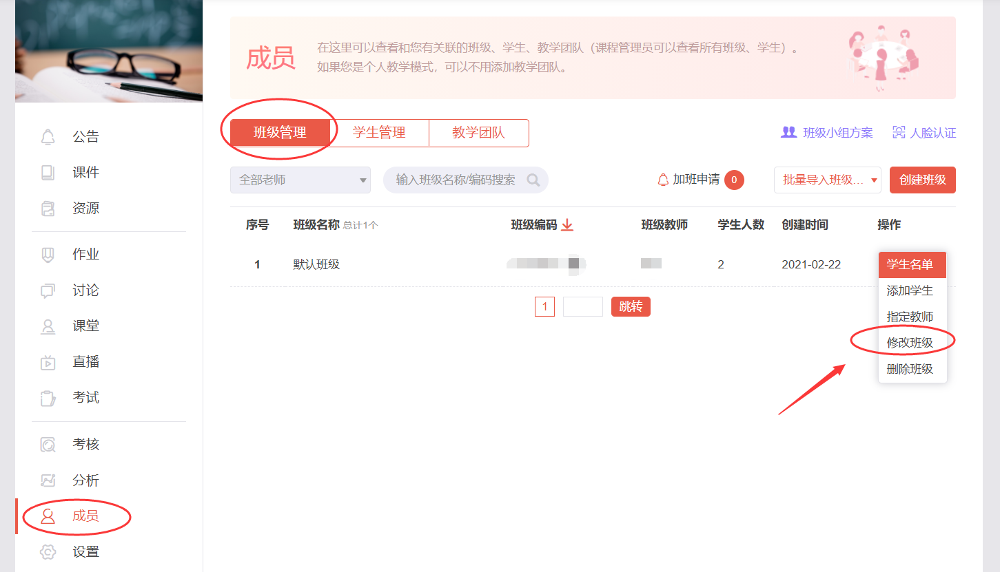 公告
课件
资源
作业
讨论
课堂
直播
考试
考核
分析
成员
设置
成员
在这里可以查看和您有关联的班级、学生、教学团队（课程管理员可以查看所有班级、学生）。
如果您是个人教学模式，可以不用添加教学团队。
班级管理 学生管理 教学团队 班级小组方案 人脸认证
全部老师 输入班级名称/编码搜索 加班申请 0 批量导入班级... 创建班级
序号 班级名称 总计1个 班级编码 班级教师 学生人数 创建时间 操作
1 默认班级 2 2021-02-22 学生名单
添加学生
指定教师
修改班级
删除班级
1 跳转